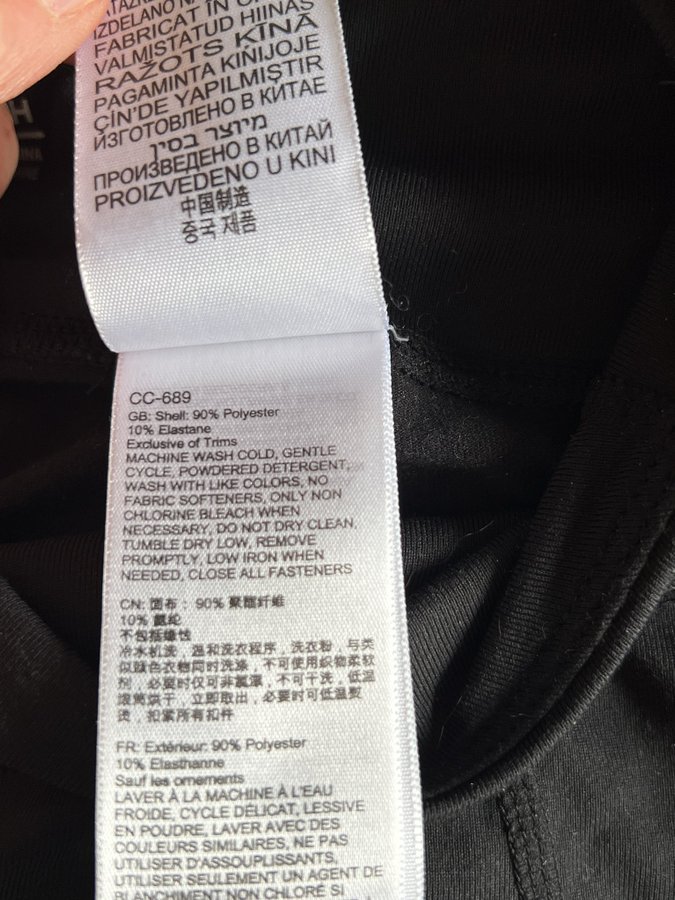 IZDELANO NA
FABRICAT ÎN
VALMISTATUD HIINAS
RAŽOTS ĶĪNĀ
PAGAMINTA KINIJOJE
ÇİN'DE YAPILMIŞTIR
ИЗГОТОВЛЕНО В КИТАЕ
מיוצר בסין
ПРОИЗВЕДЕНО В КИТАЙ
PROIZVEDENO U KINI
中国制造
중국 제품
CC-689
GB: Shell: 90% Polyester
10% Elastane
Exclusive of Trims
MACHINE WASH COLD, GENTLE
CYCLE, POWDERED DETERGENT,
WASH WITH LIKE COLORS, NO
FABRIC SOFTENERS, ONLY NON
CHLORINE BLEACH WHEN
NECESSARY, DO NOT DRY CLEAN,
TUMBLE DRY LOW, REMOVE
PROMPTLY, LOW IRON WHEN
NEEDED, CLOSE ALL FASTENERS
CN: 面布： 90% 聚酯纤维
10% 氨纶
不包括缘性
冷水机洗，温和洗衣程序，洗衣粉，与类
似颜色衣物同时洗涤，不可使用织物柔软
剂，必要时仅可非氯漂，不可干洗，低温
滚筒烘干，立即取出，必要时可低温熨
烫，扣紧所有扣件
FR: Extérieur: 90% Polyester
10% Elasthanne
Sauf les ornements
LAVER À LA MACHINE À L'EAU
FROIDE, CYCLE DÉLICAT, LESSIVE
EN POUDRE, LAVER AVEC DES
COULEURS SIMILAIRES, NE PAS
UTILISER D'ASSOUPLISSANTS,
UTILISER SEULEMENT UN AGENT DE
BLANCHIMENT NON CHLORÉ SI